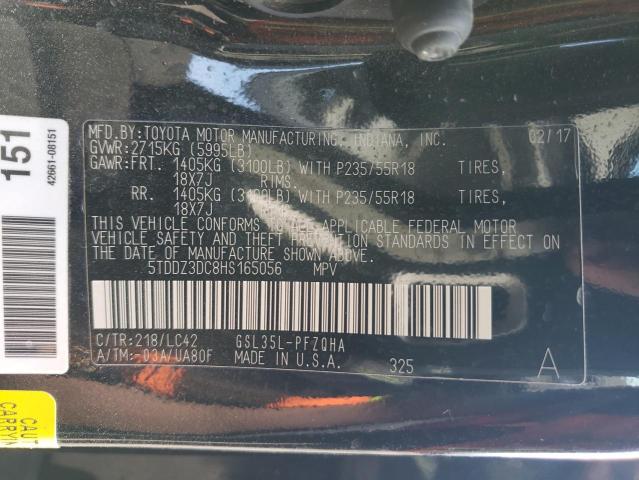 MFD.BY:TOYOTA MOTOR MANUFACTURING, INDIANA, INC. 02/17
GVWR:2715KG (5995LB)
GAWR:FRT. 1405KG (3100LB) WITH P235/55R18 TIRES,
18X7J RIMS.
RR. 1405KG (3100LB) WITH P235/55R18 TIRES,
18X7J
THIS VEHICLE CONFORMS TO ALL APPLICABLE FEDERAL MOTOR
VEHICLE SAFETY AND THEFT PREVENTION STANDARDS IN EFFECT ON
THE DATE OF MANUFACTURE SHOWN ABOVE.
5TDDZ3DC8HS165056 MPV
C/TR:218/LC42 GSL35L-PFZQHA
A/TM:-03A/UA80F MADE IN U.S.A. 325 A
151
42661-08151
CAUT
CARRYIN